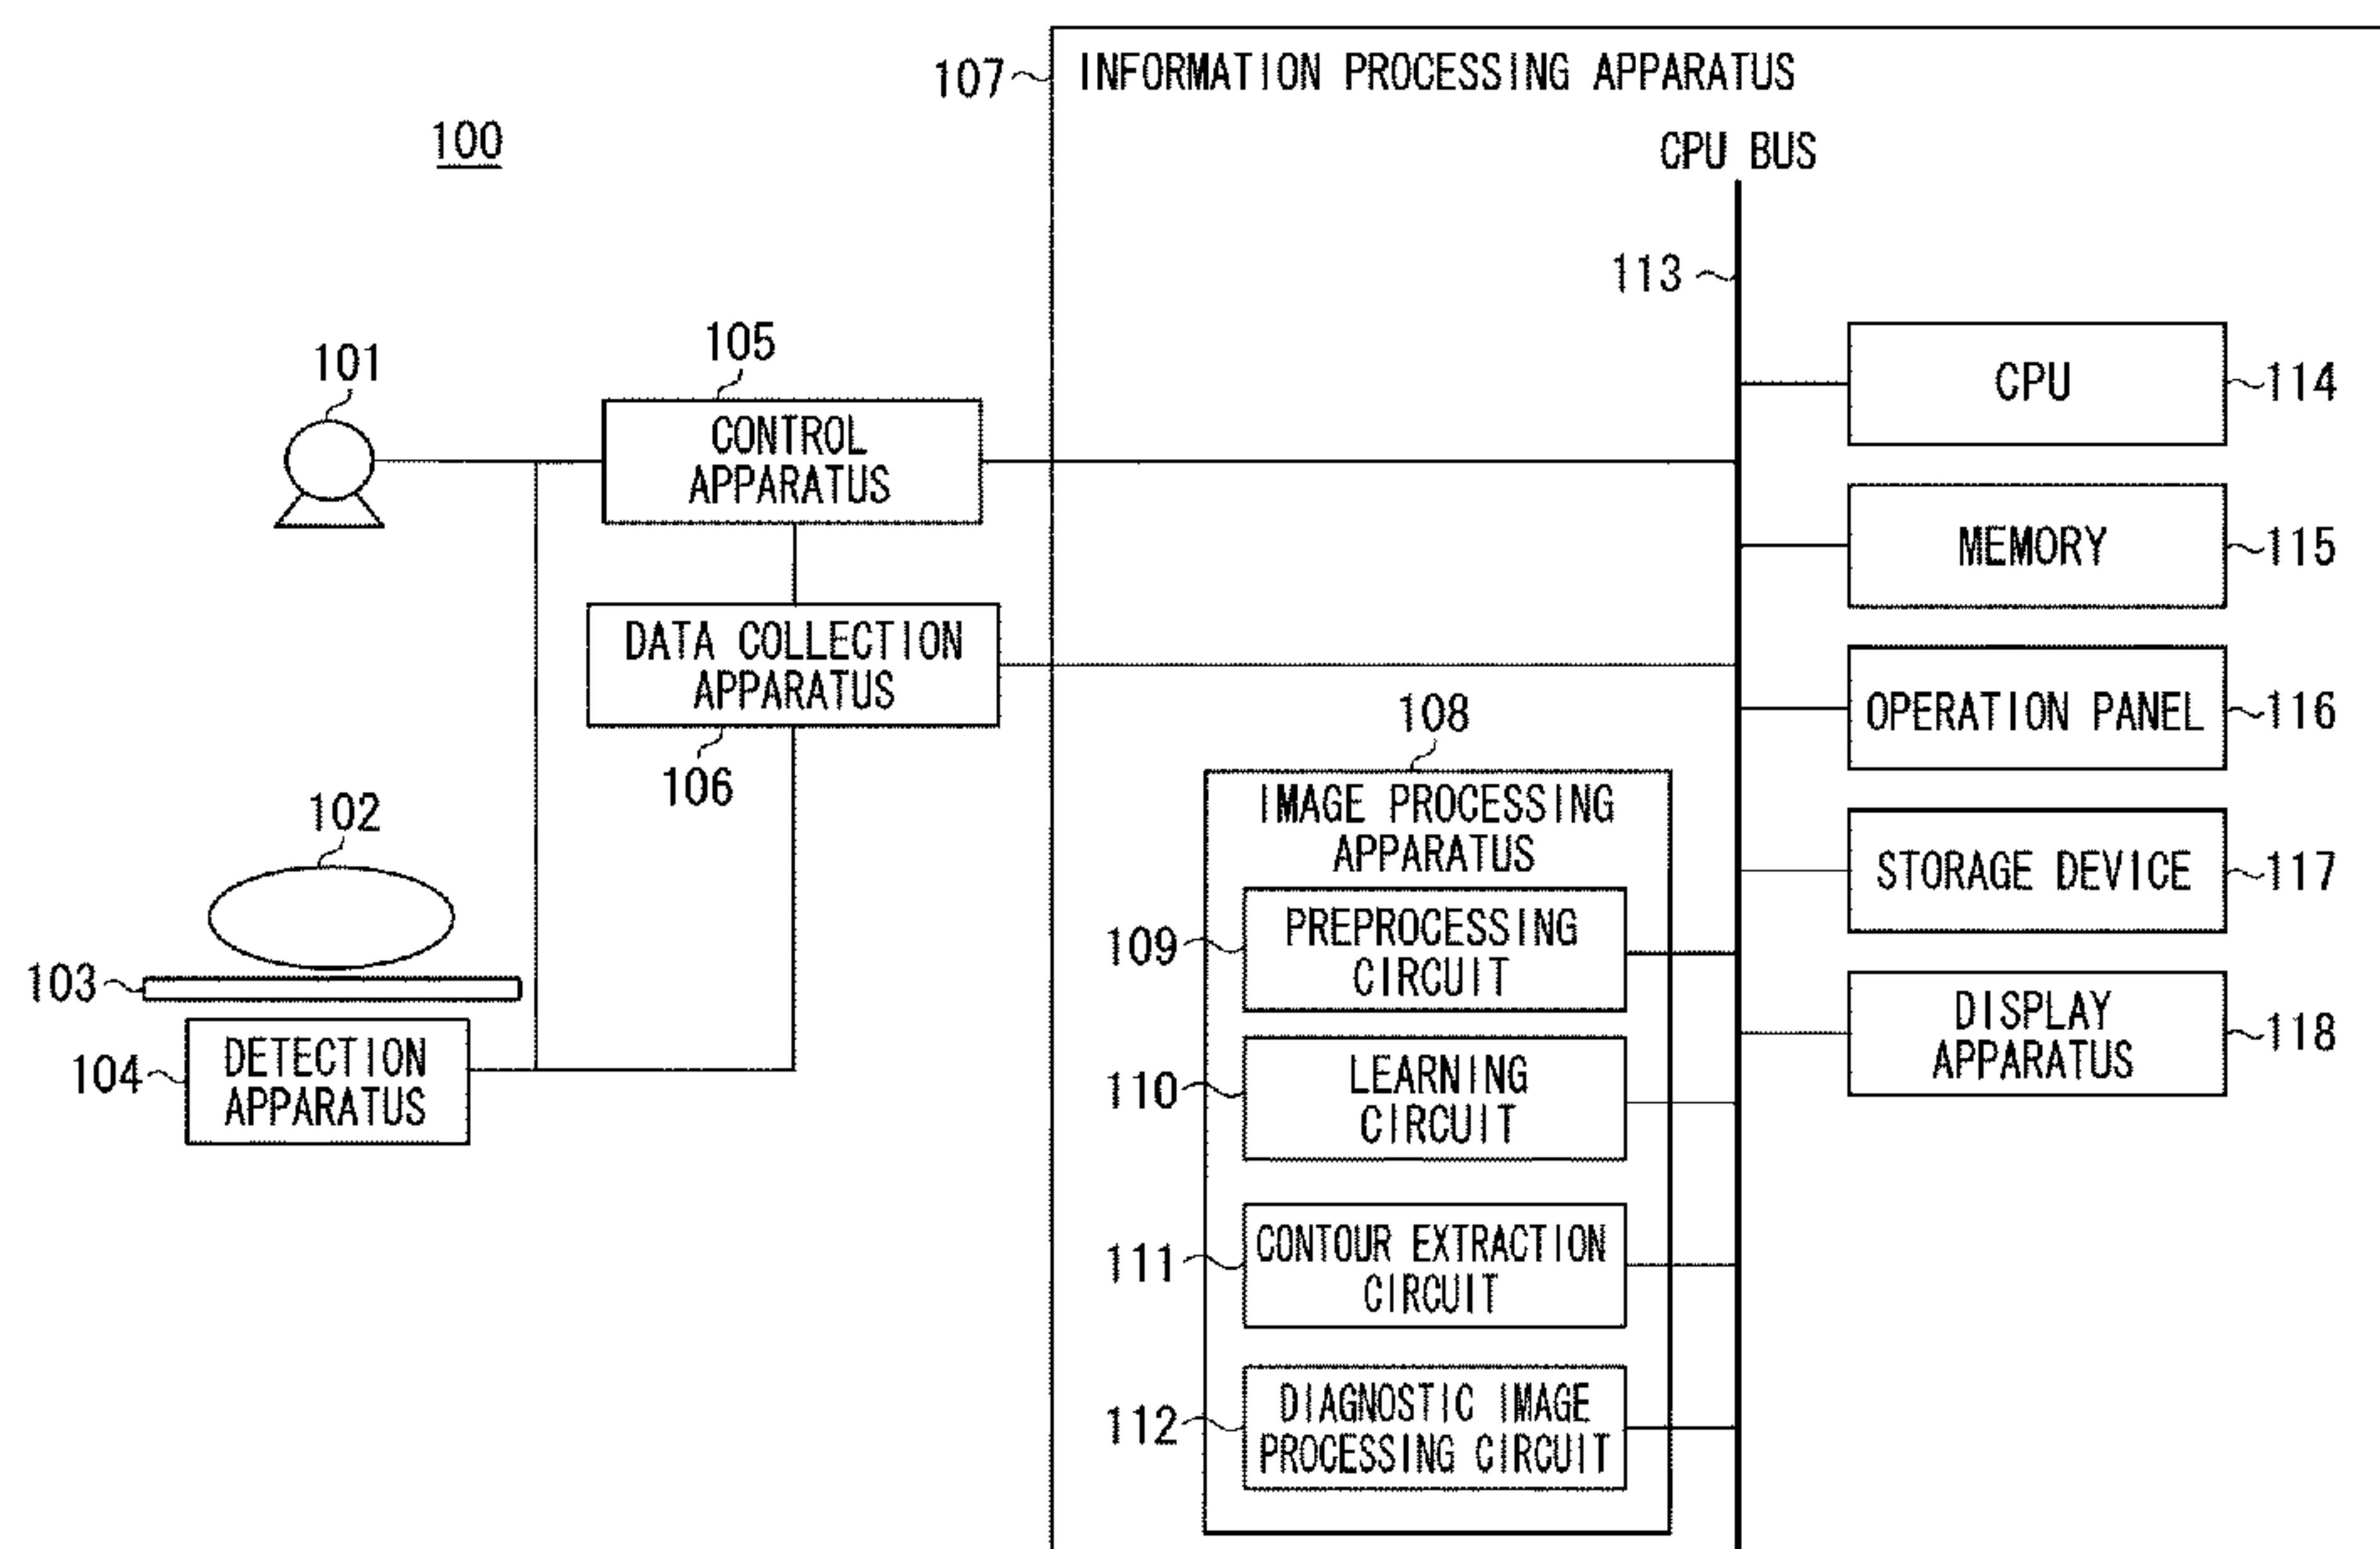 107
INFORMATION PROCESSING APPARATUS
100
CPU BUS
113
101
105
CONTROL
APPARATUS
CPU
114
MEMORY
115
DATA COLLECTION
APPARATUS
106
OPERATION PANEL
116
108
IMAGE PROCESSING
APPARATUS
102
STORAGE DEVICE
117
103
109
PREPROCESSING
CIRCUIT
104
DETECTION
APPARATUS
110
LEARNING
CIRCUIT
DISPLAY
APPARATUS
118
111
CONTOUR EXTRACTION
CIRCUIT
112
DIAGNOSTIC IMAGE
PROCESSING CIRCUIT